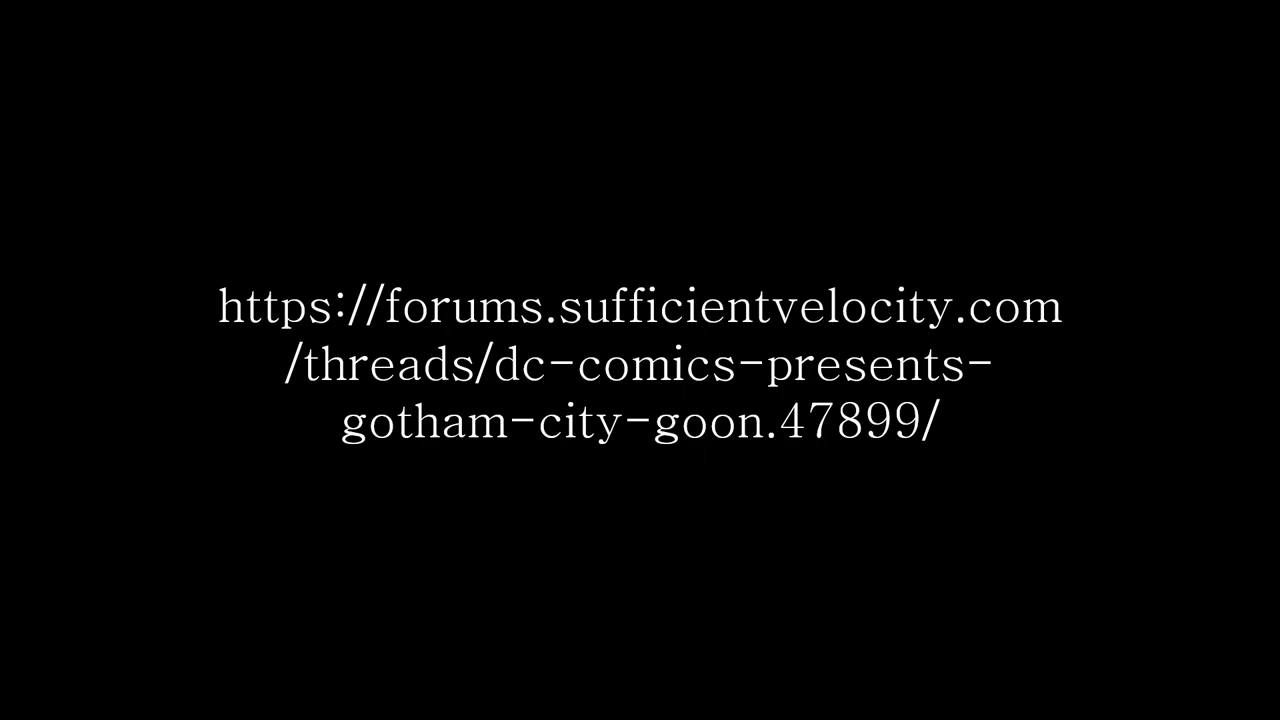 https://forums.sufficientvelocity.com
/threads/dc-comics-presents-
gotham-city-goon.47899/